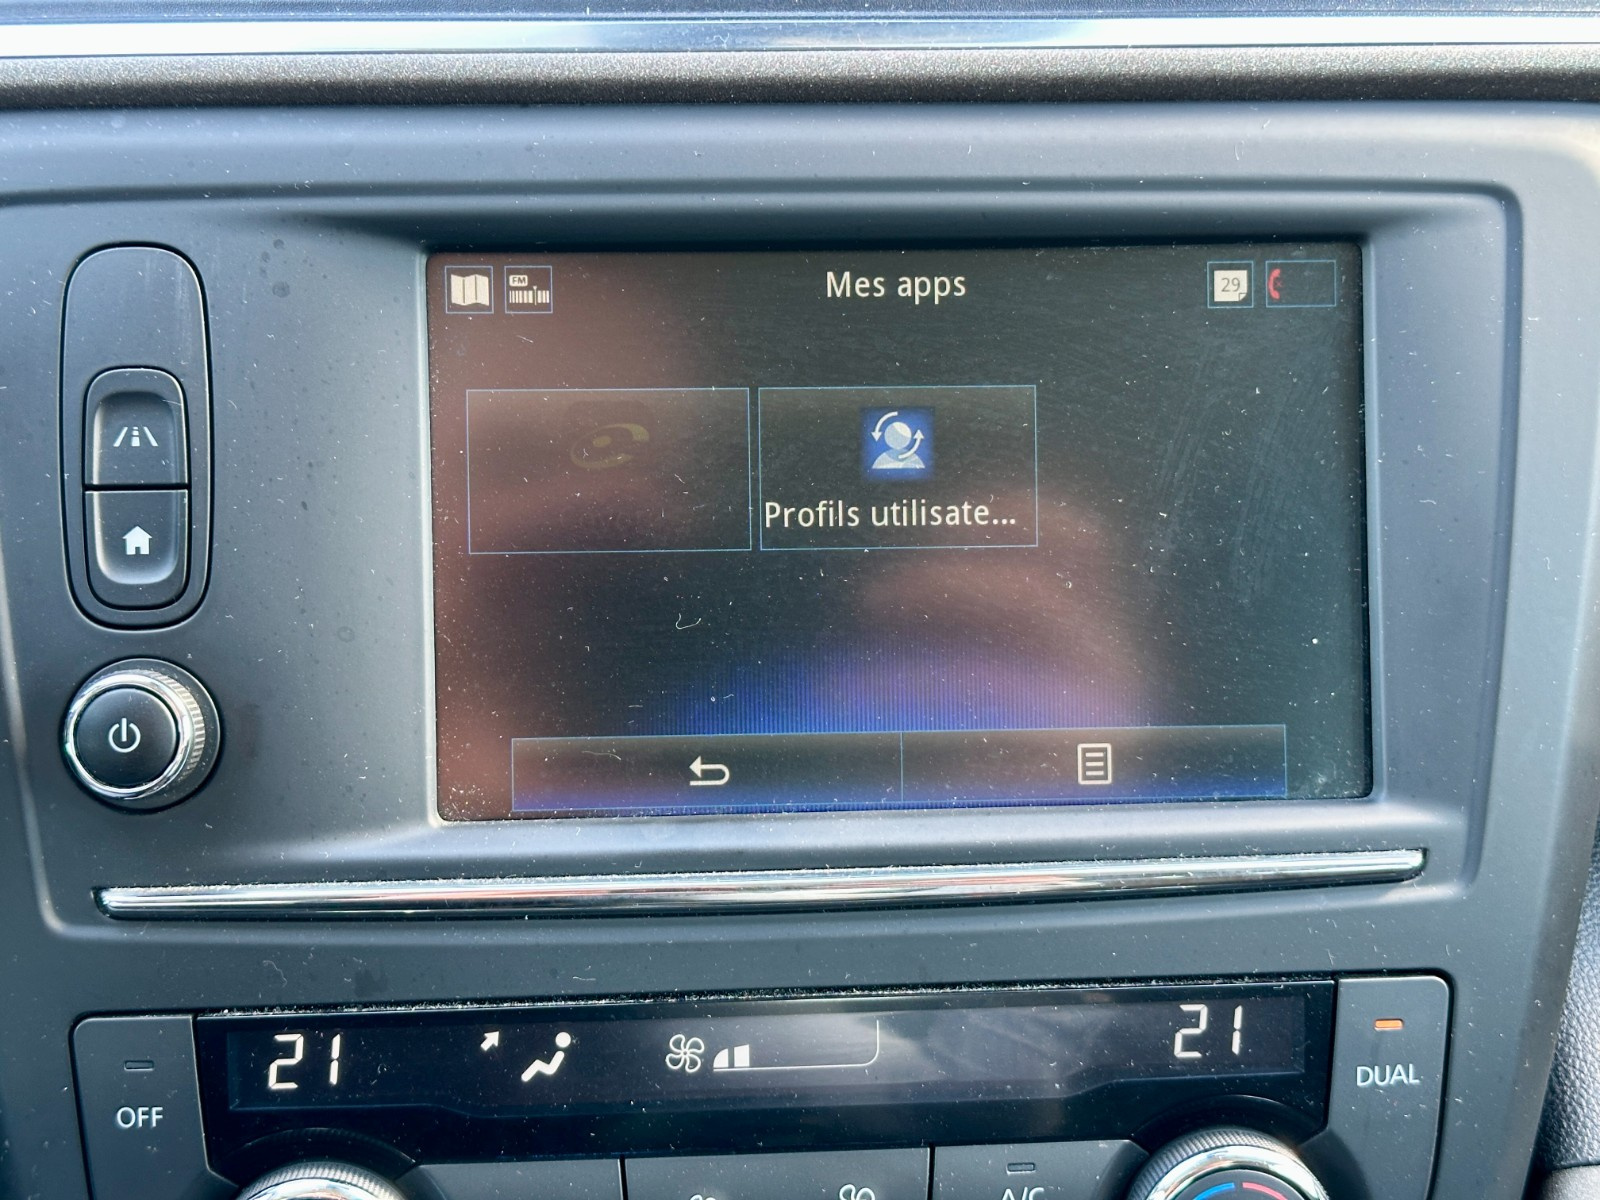 FM
Mes apps
29
Profils utilisate...
21
21
OFF
DUAL
A/C